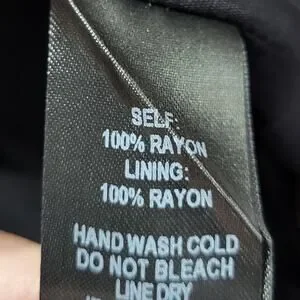 SELF:
100% RAYON
LINING:
100% RAYON
HAND WASH COLD
DO NOT BLEACH
LINE DRY